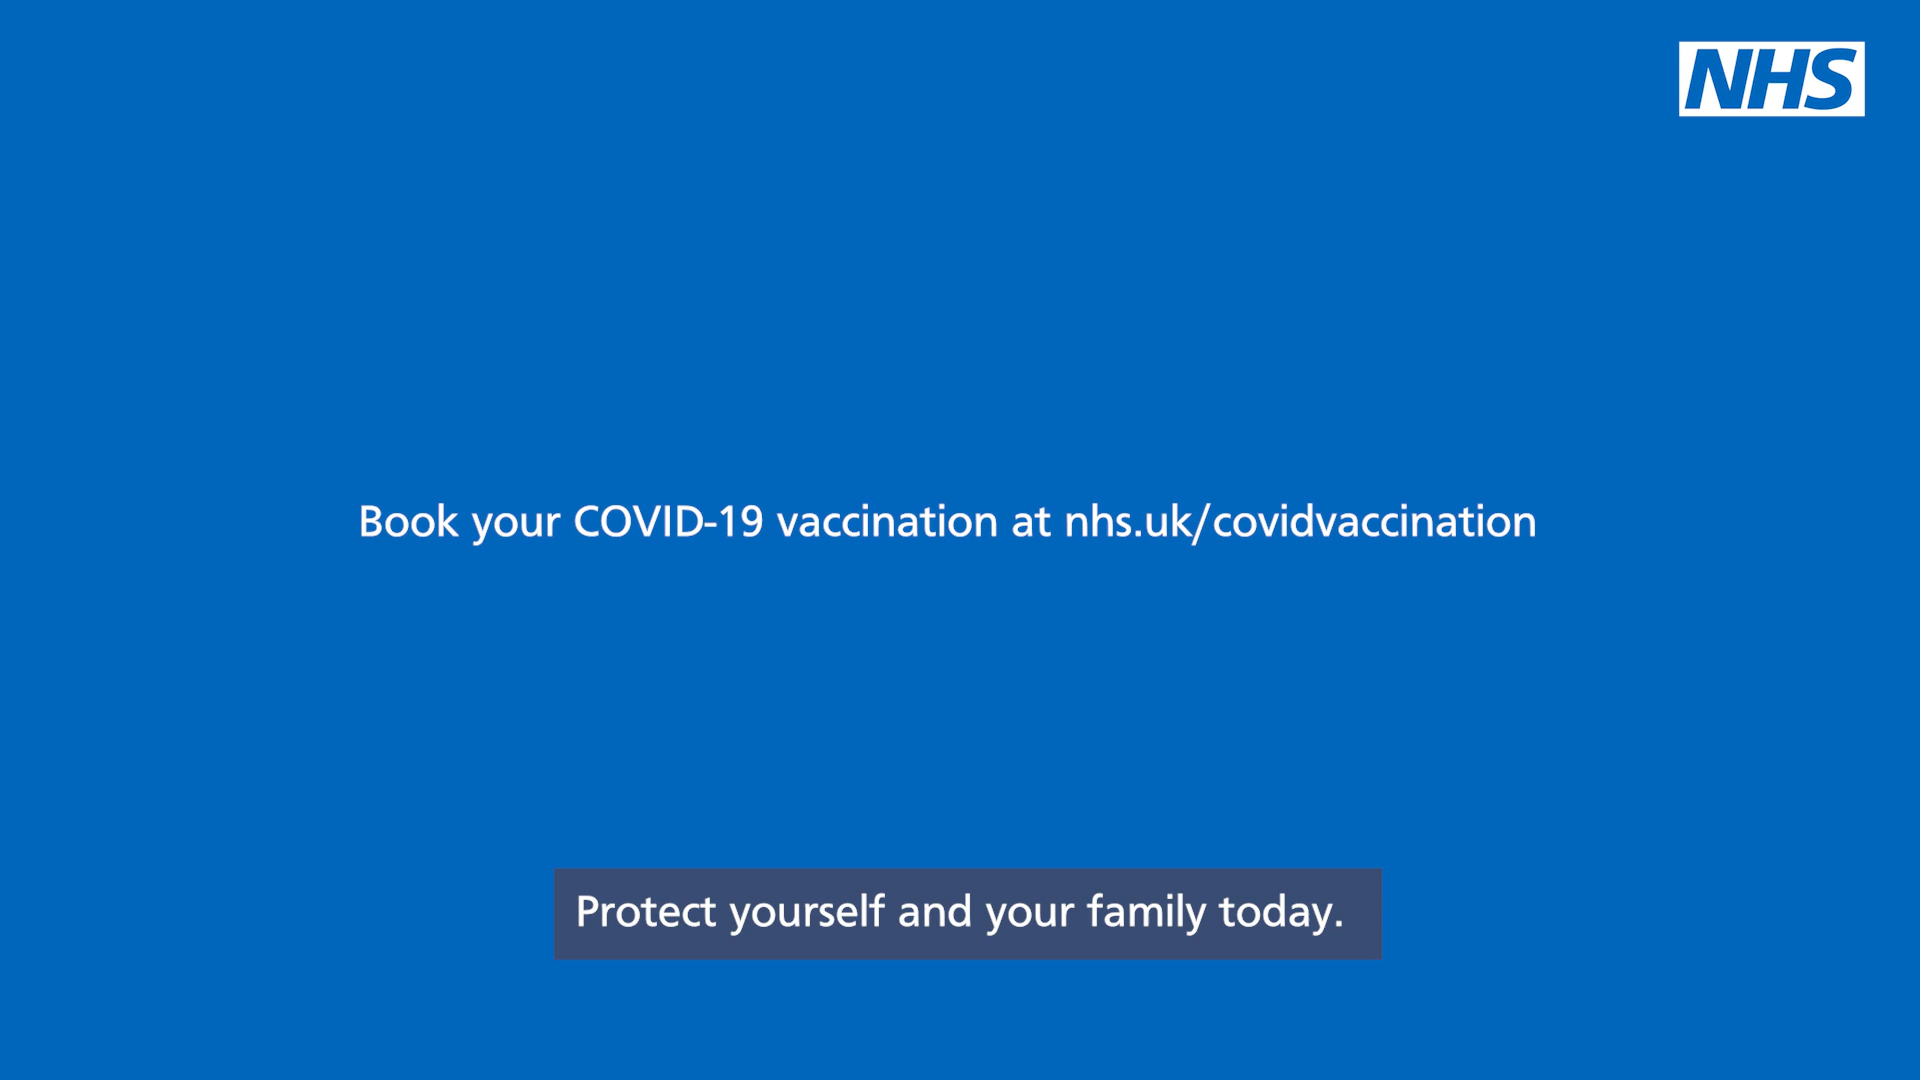 NHS
Book your COVID-19 vaccination at nhs.uk/covidvaccination
Protect yourself and your family today.